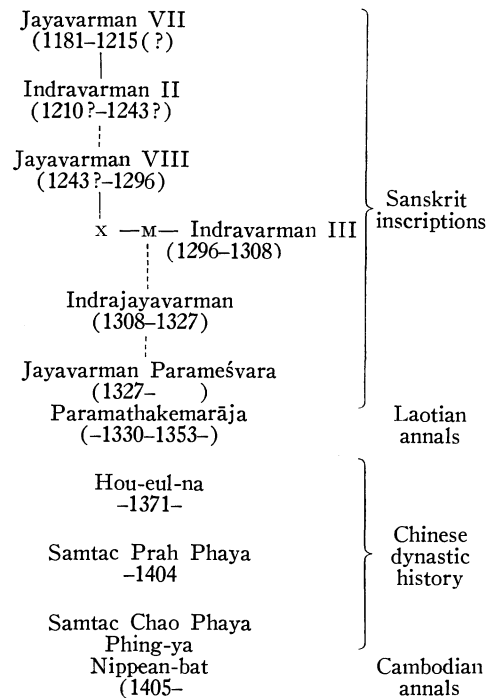 Jayavarman VII
(1181–1215(?)
Indravarman II
(1210?–1243?)
Jayavarman VIII
(1243?–1296)
X —M— Indravarman III
(1296–1308)
Sanskrit
inscriptions
Indrajayavarman
(1308–1327)
Jayavarman Parameśvara
(1327– )
Paramathakemarāja
(–1330–1353–)
Laotian
annals
Hou-eul-na
–1371–
Samtac Prah Phaya
–1404
Chinese
dynastic
history
Samtac Chao Phaya
Phing-ya
Nippean-bat
(1405–
Cambodian
annals